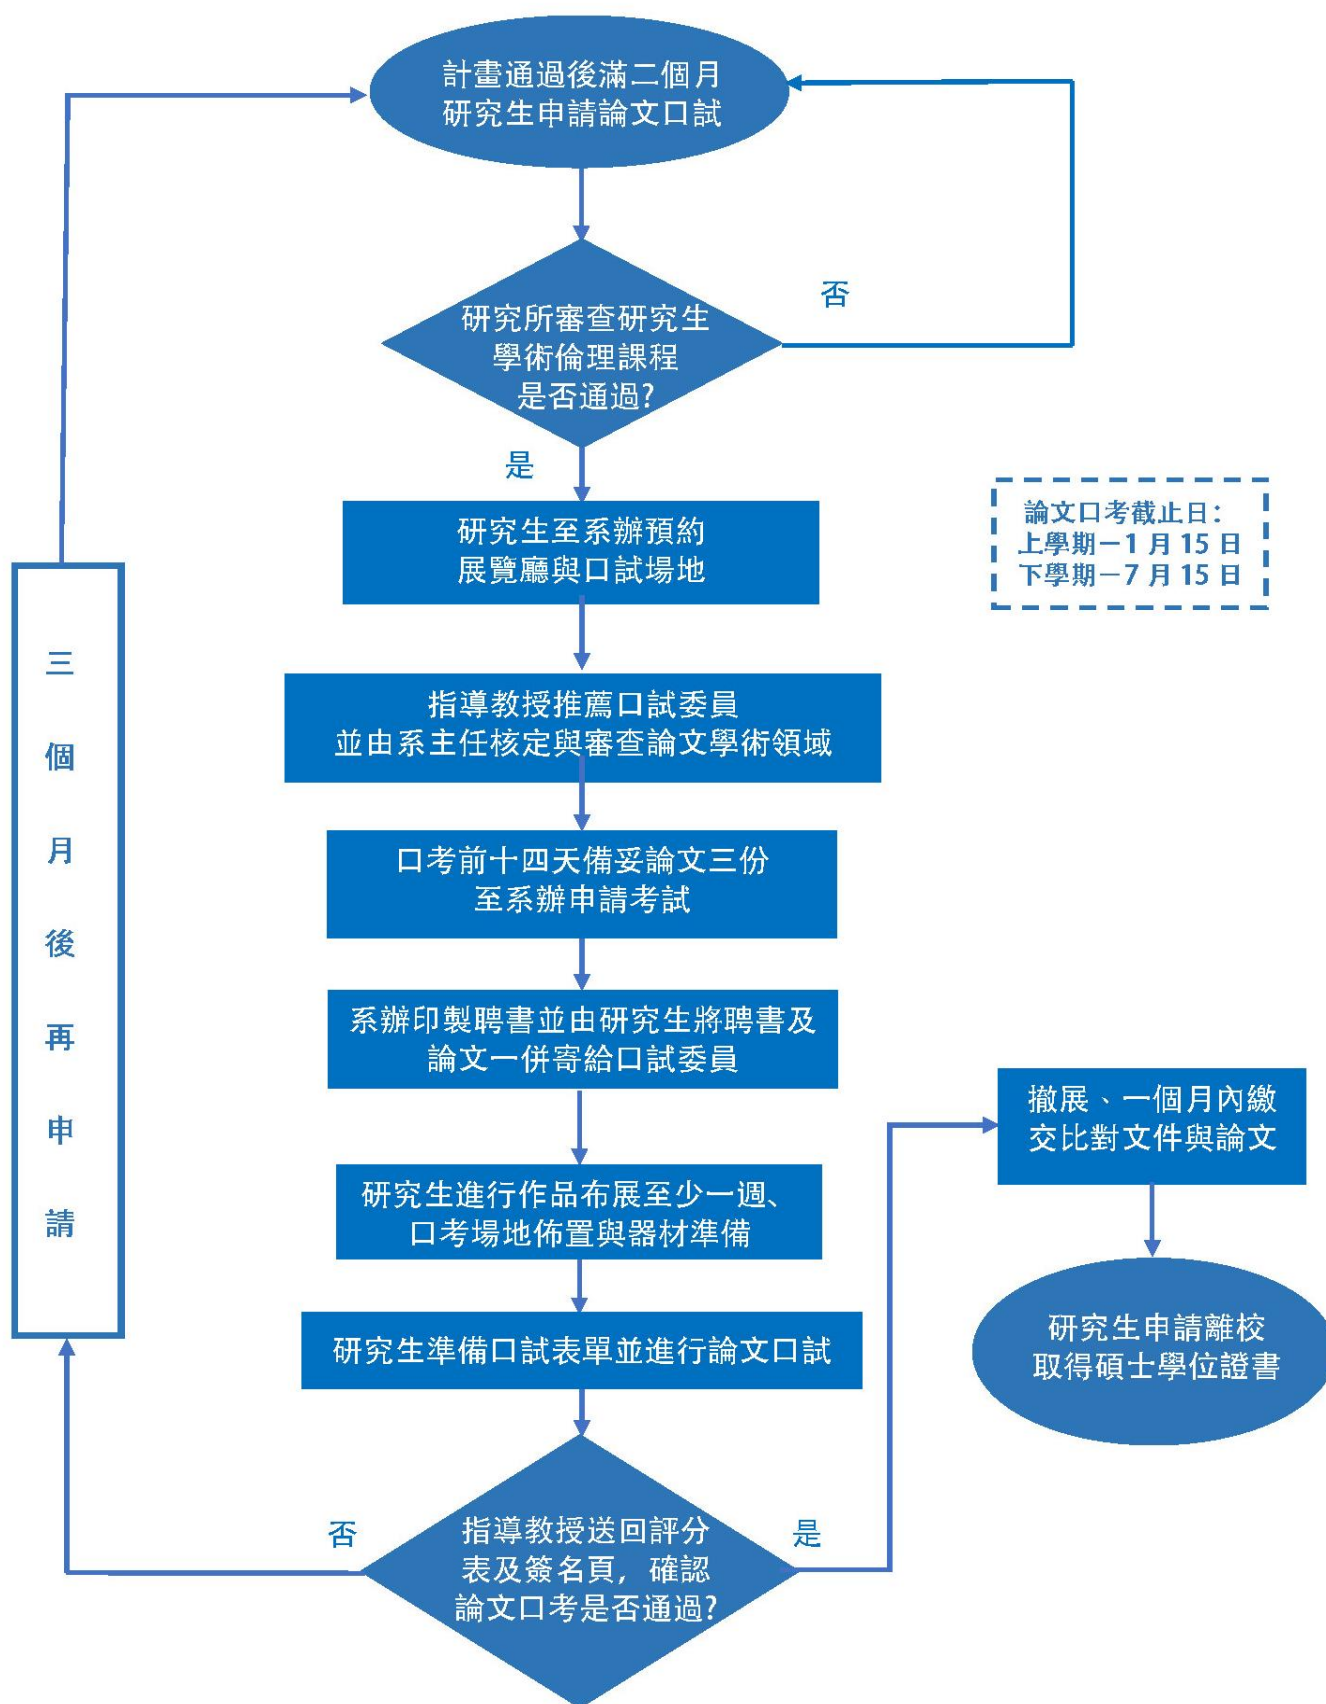 計畫通過後滿二個月
研究生申請論文口試
否
研究所審查研究生
學術倫理課程
是否通過?
是
研究生至系辦預約
展覽廳與口試場地
論文口考截止日：
上學期－1 月 15 日
下學期－7 月 15 日
三
個
月
後
再
申
請
指導教授推薦口試委員
並由系主任核定與審查論文學術領域
口考前十四天備妥論文三份
至系辦申請考試
系辦印製聘書並由研究生將聘書及
論文一併寄給口試委員
撤展、一個月內繳
交比對文件與論文
研究生進行作品布展至少一週、
口考場地佈置與器材準備
研究生準備口試表單並進行論文口試
研究生申請離校
取得碩士學位證書
否
指導教授送回評分
表及簽名頁，確認
論文口考是否通過?
是